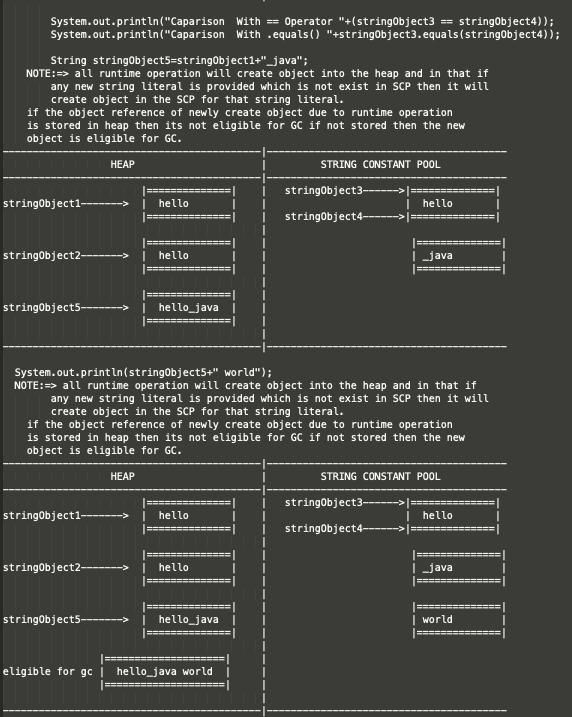 System.out.println("Caparison  With == Operator "+(stringObject3 == stringObject4));
System.out.println("Caparison  With .equals() "+stringObject3.equals(stringObject4));
String stringObject5=stringObject1+"_java";
NOTE:=> all runtime operation will create object into the heap and in that if
any new string literal is provided which is not exist in SCP then it will
create object in the SCP for that string literal.
if the object reference of newly create object due to runtime operation
is stored in heap then its not eligible for GC if not stored then the new
object is eligible for GC.
HEAP | STRING CONSTANT POOL
|==============| | stringObject3------>|==============|
stringObject1-------> | hello | | | hello |
|==============| | stringObject4------>|==============|
|==============| | |==============|
stringObject2-------> | hello | | | _java |
|==============| | |==============|
|==============| |
stringObject5-------> | hello_java | |
|==============| |
System.out.println(stringObject5+" world");
NOTE:=> all runtime operation will create object into the heap and in that if
any new string literal is provided which is not exist in SCP then it will
create object in the SCP for that string literal.
if the object reference of newly create object due to runtime operation
is stored in heap then its not eligible for GC if not stored then the new
object is eligible for GC.
HEAP | STRING CONSTANT POOL
|==============| | stringObject3------>|==============|
stringObject1-------> | hello | | | hello |
|==============| | stringObject4------>|==============|
|==============| | |==============|
stringObject2-------> | hello | | | _java |
|==============| | |==============|
|==============| | |==============|
stringObject5-------> | hello_java | | | world |
|==============| | |==============|
|====================| |
eligible for gc | hello_java world | |
|====================| |